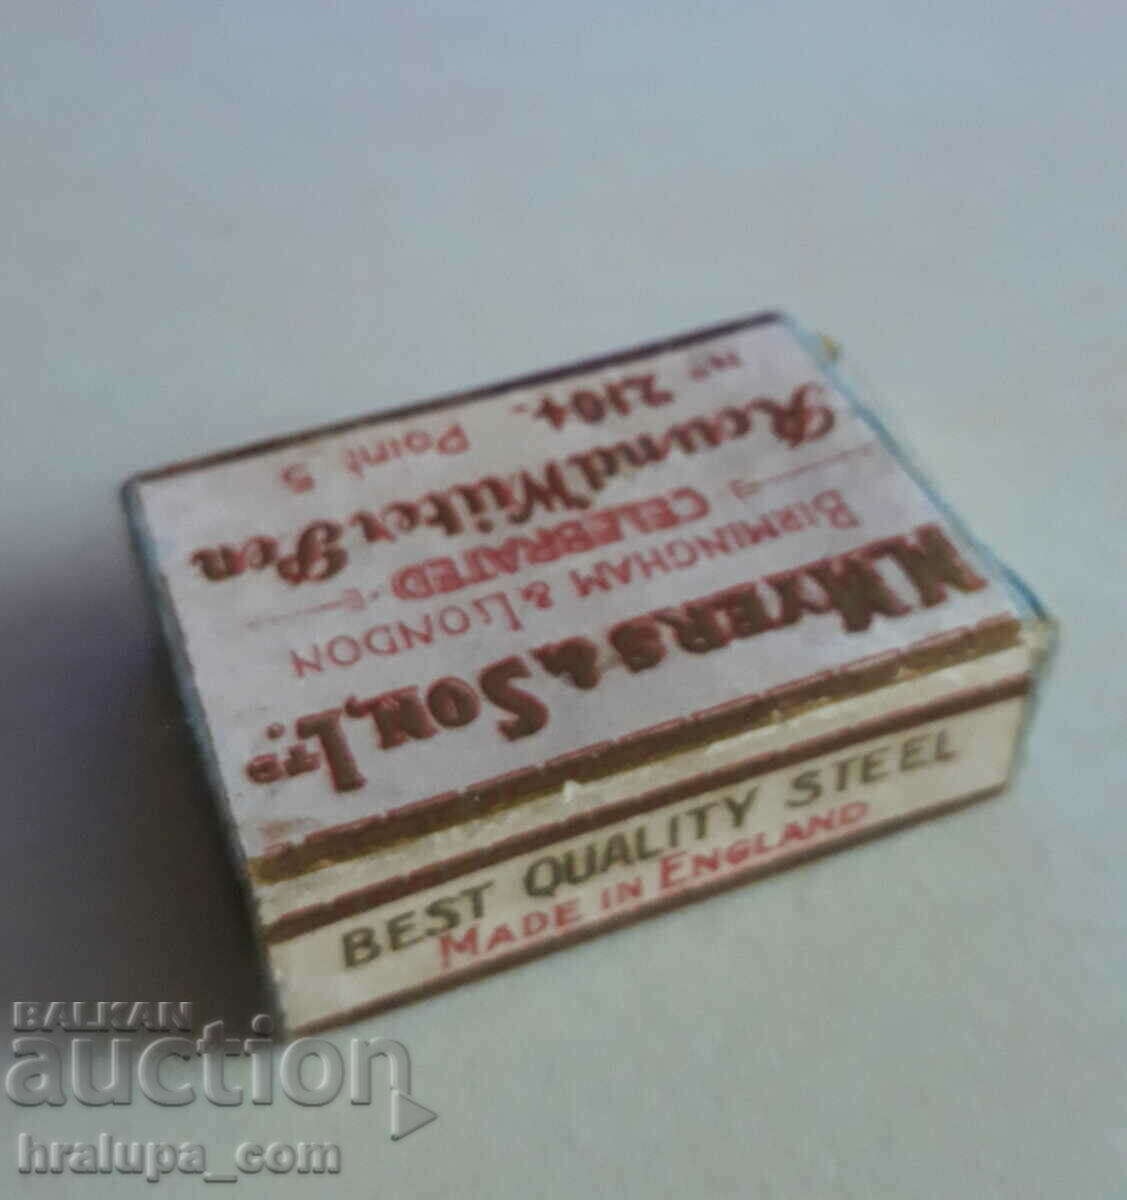 M. Myers & Son, Ltd.
Birmingham & London
Celebrated
Round Writer Pen
No 2104. Point 5
BEST QUALITY STEEL
MADE IN ENGLAND
BALKAN
auction
hralupa_com